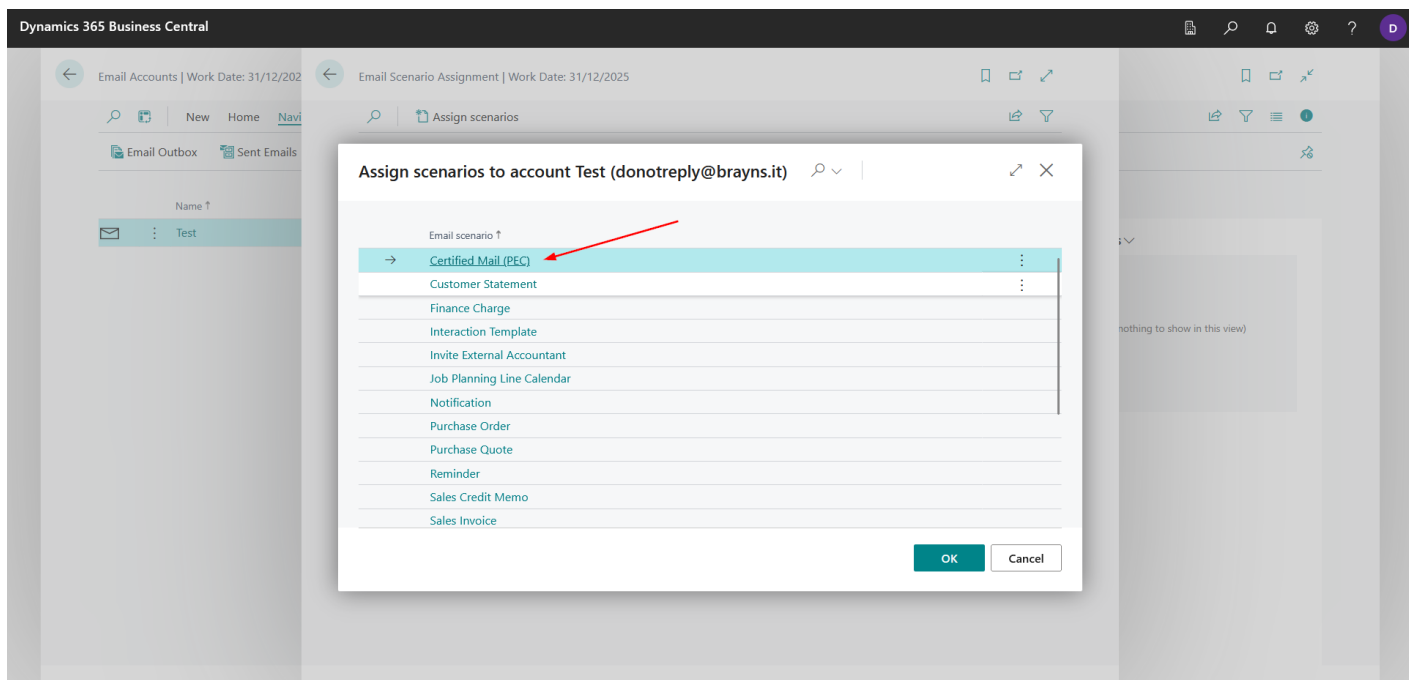 Dynamics 365 Business Central
?
D
Email Accounts | Work Date: 31/12/202
Email Scenario Assignment | Work Date: 31/12/2025
New Home Navi
Assign scenarios
Email Outbox Sent Emails
Assign scenarios to account Test (donotreply@brayns.it)
Name ↑
Test
Email scenario ↑
Certified Mail (PEC)
Customer Statement
Finance Charge
Interaction Template
nothing to show in this view)
Invite External Accountant
Job Planning Line Calendar
Notification
Purchase Order
Purchase Quote
Reminder
Sales Credit Memo
Sales Invoice
OK Cancel